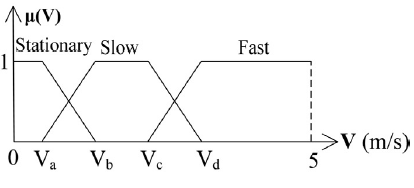 μ(V)
Stationary Slow Fast
1
V (m/s)
0 Va Vb Vc Vd 5